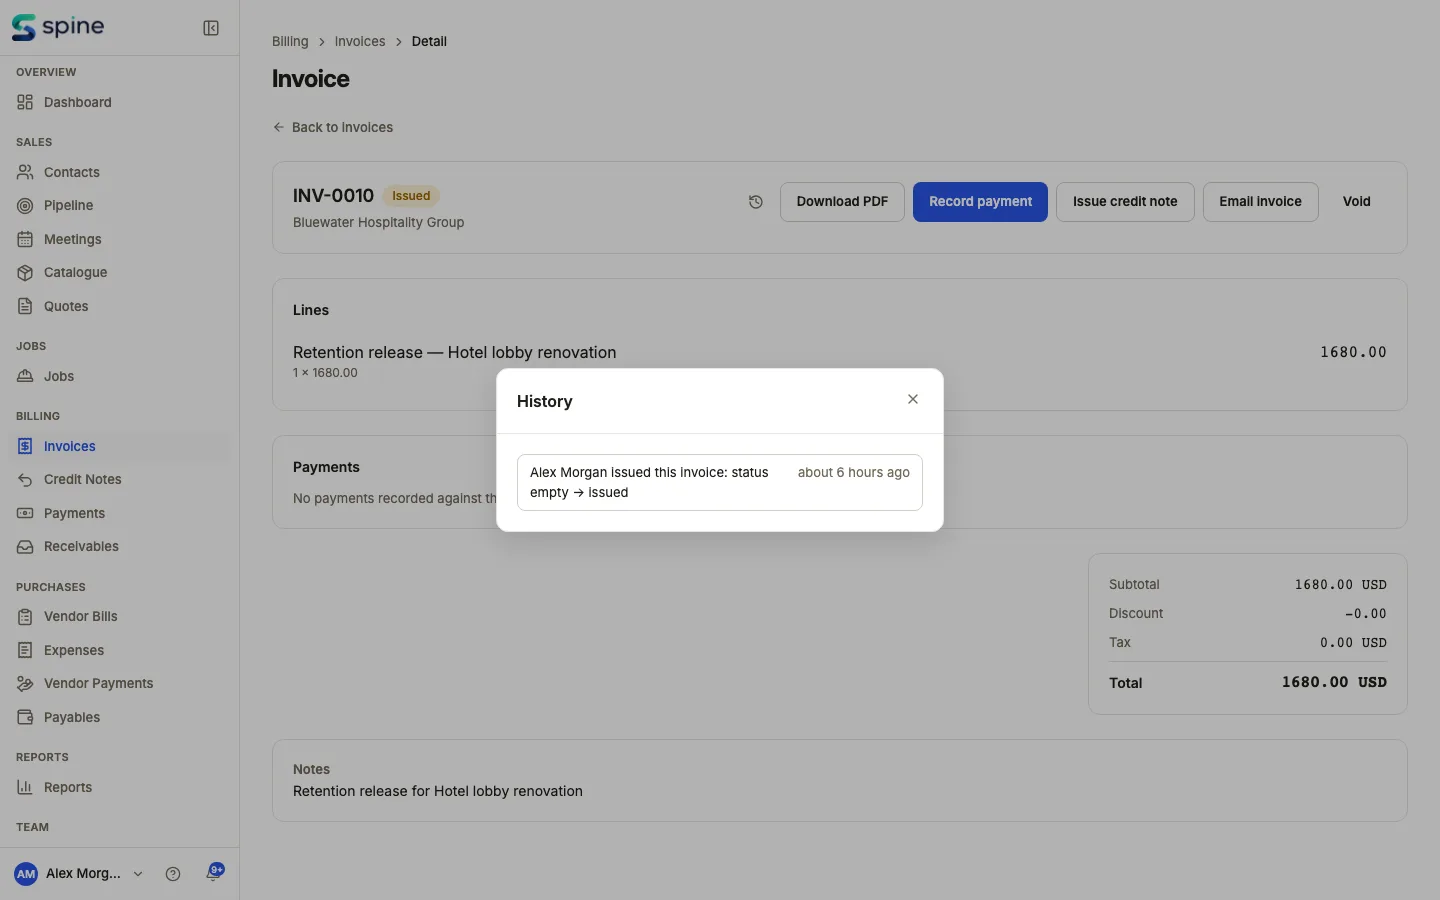 spine
OVERVIEW
Dashboard
SALES
Contacts
Pipeline
Meetings
Catalogue
Quotes
JOBS
Jobs
BILLING
Invoices
Credit Notes
Payments
Receivables
PURCHASES
Vendor Bills
Expenses
Vendor Payments
Payables
REPORTS
Reports
TEAM
AM Alex Morg... 9+
Billing > Invoices > Detail
Invoice
← Back to invoices
INV-0010 Issued
Bluewater Hospitality Group
Download PDF Record payment Issue credit note Email invoice Void
Lines
Retention release — Hotel lobby renovation 1680.00
1 × 1680.00
History
Alex Morgan issued this invoice: status about 6 hours ago
empty → issued
Payments
No payments recorded against th
Subtotal 1680.00 USD
Discount −0.00
Tax 0.00 USD
Total 1680.00 USD
Notes
Retention release for Hotel lobby renovation